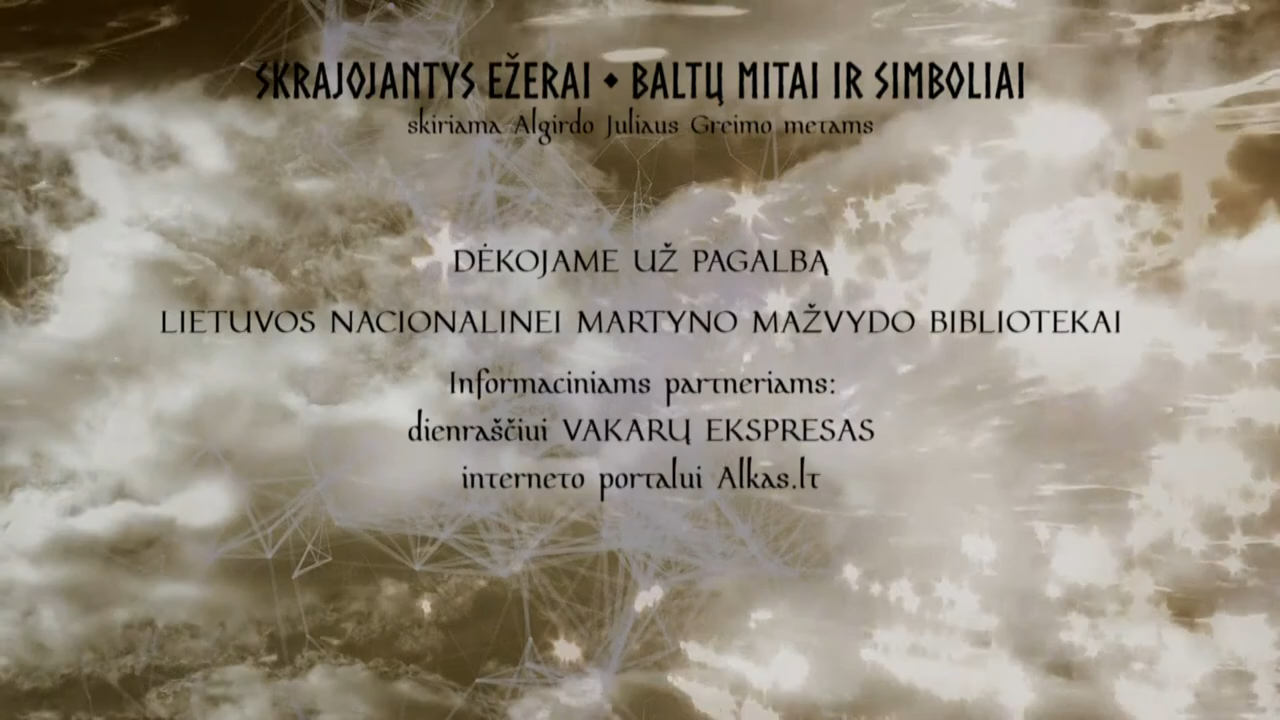 SKRAJOJANTYS EŽERAI • BALTŲ MITAI IR SIMBOLIAI
skiriama Algirdo Juliaus Greimo metams
DĖKOJAME UŽ PAGALBĄ
LIETUVOS NACIONALINEI MARTYNO MAŽVYDO BIBLIOTEKAI
Informaciniams partneriams:
dienraščiui VAKARŲ EKSPRESAS
interneto portalui Alkas.lt